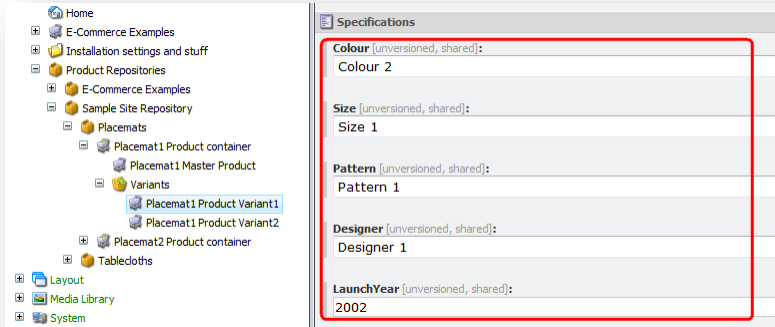 Home
E-Commerce Examples
Installation settings and stuff
Product Repositories
E-Commerce Examples
Sample Site Repository
Placemats
Placemat1 Product container
Placemat1 Master Product
Variants
Placemat1 Product Variant1
Placemat1 Product Variant2
Placemat2 Product container
Tablecloths
Layout
Media Library
System
Specifications
Colour [unversioned, shared]:
Colour 2
Size [unversioned, shared]:
Size 1
Pattern [unversioned, shared]:
Pattern 1
Designer [unversioned, shared]:
Designer 1
LaunchYear [unversioned, shared]:
2002